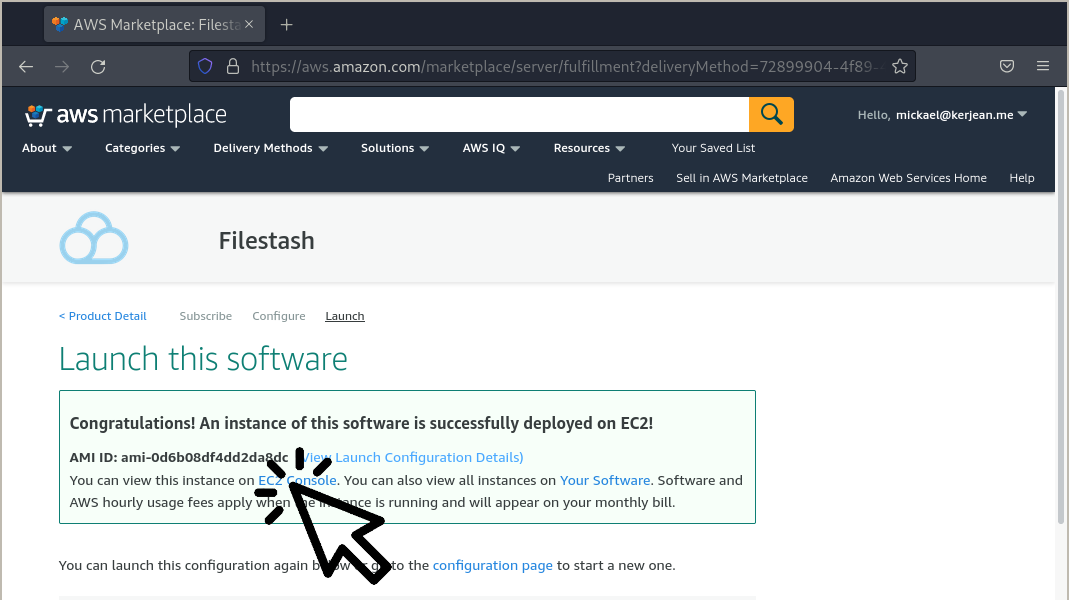 AWS Marketplace: Filesta
https://aws.amazon.com/marketplace/server/fulfillment?deliveryMethod=72899904-4f89-
aws marketplace
Hello, mickael@kerjean.me
About Categories Delivery Methods Solutions AWS IQ Resources Your Saved List
Partners Sell in AWS Marketplace Amazon Web Services Home Help
Filestash
< Product Detail Subscribe Configure Launch
Launch this software
Congratulations! An instance of this software is successfully deployed on EC2!
AMI ID: ami-0d6b08df4dd2da8dc (View Launch Configuration Details)
You can view this instance on EC2 Console. You can also view all instances on Your Software. Software and
AWS hourly usage fees apply when the instance is running and will appear on your monthly bill.
You can launch this configuration again below or go to the configuration page to start a new one.